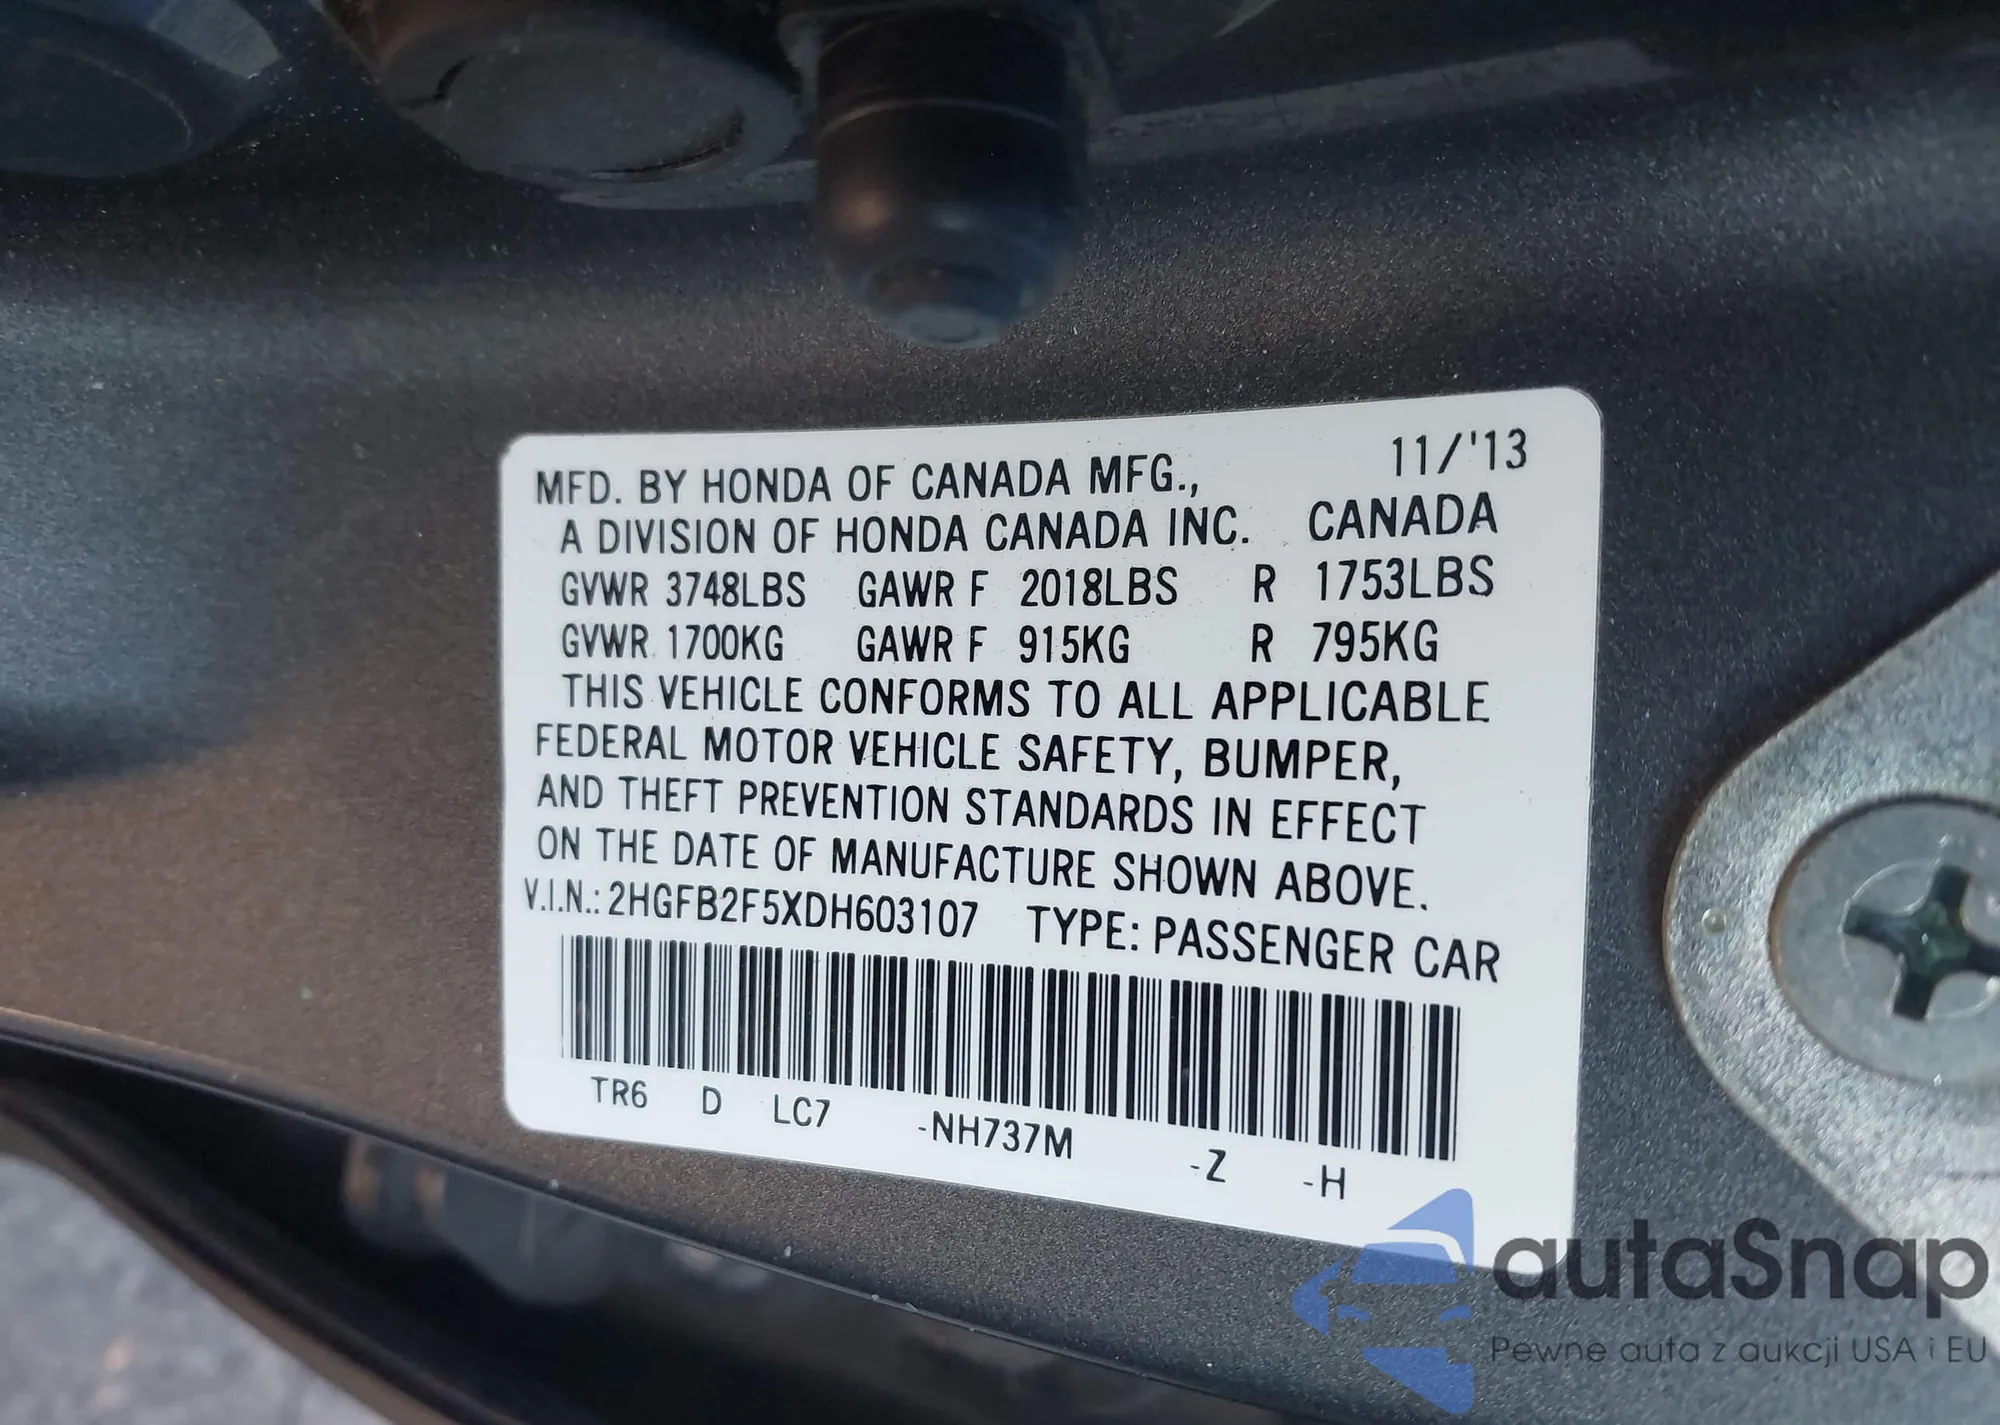 MFD. BY HONDA OF CANADA MFG., 11/'13
A DIVISION OF HONDA CANADA INC. CANADA
GVWR 3748LBS GAWR F 2018LBS R 1753LBS
GVWR 1700KG GAWR F 915KG R 795KG
THIS VEHICLE CONFORMS TO ALL APPLICABLE
FEDERAL MOTOR VEHICLE SAFETY, BUMPER,
AND THEFT PREVENTION STANDARDS IN EFFECT
ON THE DATE OF MANUFACTURE SHOWN ABOVE.
V.I.N.: 2HGFB2F5XDH603107 TYPE: PASSENGER CAR
TR6 D LC7 -NH737M -Z -H
autaSnap
Pewne auta z aukcji USA i EU